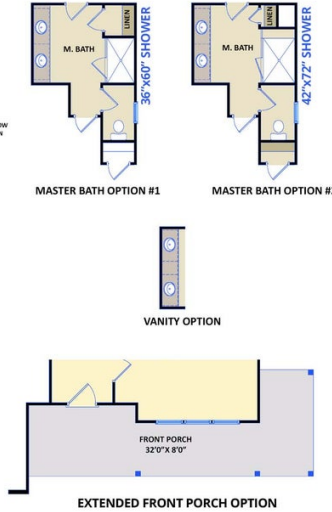 LINEN
M. BATH
36"x60" SHOWER
MASTER BATH OPTION #1
LINEN
M. BATH
42"x72" SHOWER
MASTER BATH OPTION #
VANITY OPTION
FRONT PORCH
32'0"X 8'0"
EXTENDED FRONT PORCH OPTION